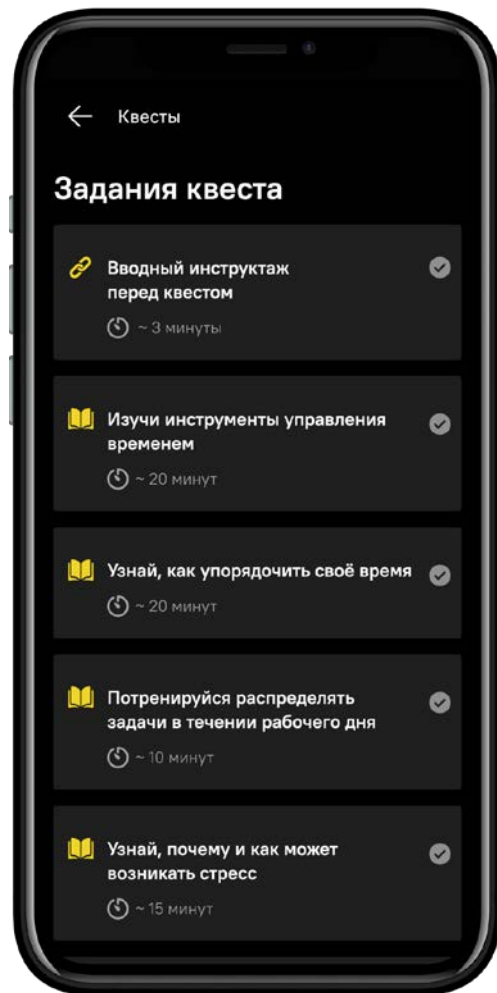 Квесты
Задания квеста
Вводный инструктаж
перед квестом
~ 3 минуты
Изучи инструменты управления
временем
~ 20 минут
Узнай, как упорядочить своё время
~ 20 минут
Потренируйся распределять
задачи в течении рабочего дня
~ 10 минут
Узнай, почему и как может
возникать стресс
~ 15 минут